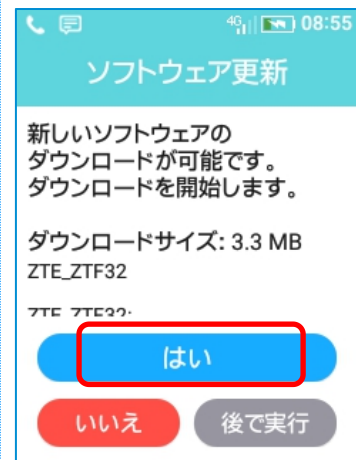 4G 08:55
ソフトウェア更新
新しいソフトウェアの
ダウンロードが可能です。
ダウンロードを開始します。
ダウンロードサイズ: 3.3 MB
ZTE_ZTF32
ZTE_ZTF32:
はい
いいえ 後で実行